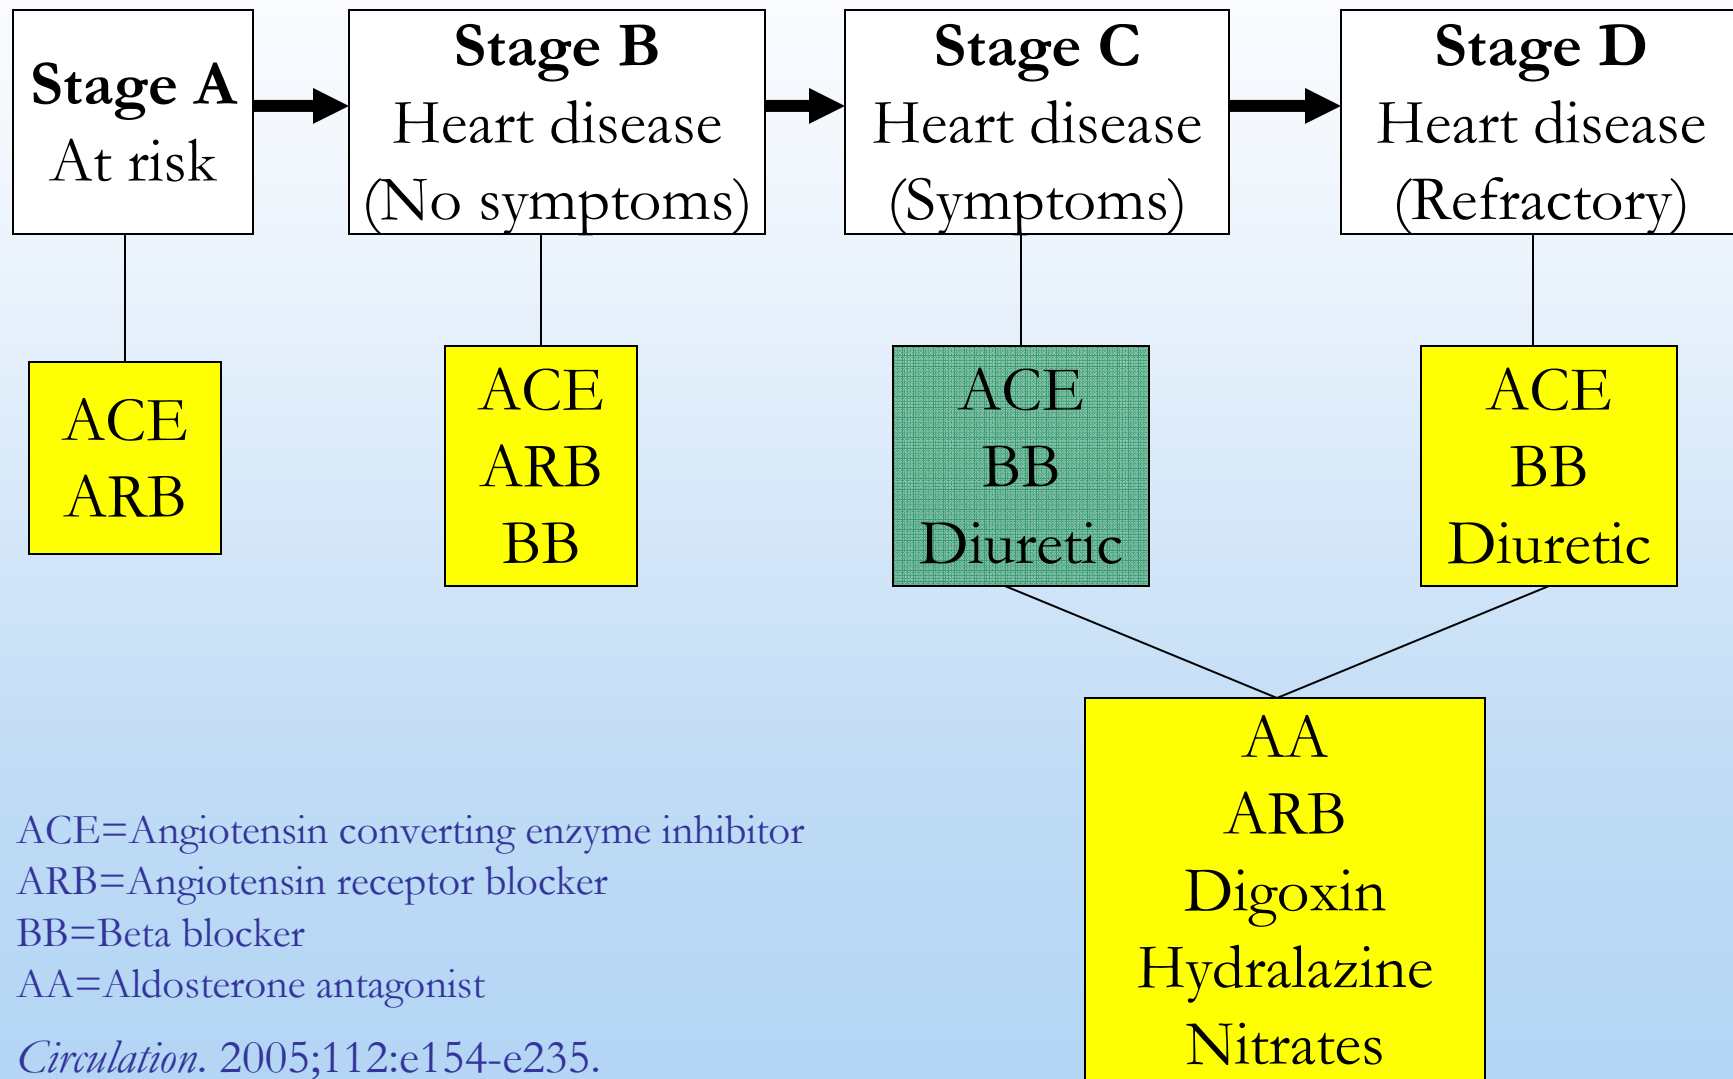 Stage A
At risk
Stage B
Heart disease
(No symptoms)
Stage C
Heart disease
(Symptoms)
Stage D
Heart disease
(Refractory)
ACE
ARB
ACE
ARB
BB
ACE
BB
Diuretic
ACE
BB
Diuretic
AA
ARB
Digoxin
Hydralazine
Nitrates
ACE=Angiotensin converting enzyme inhibitor
ARB=Angiotensin receptor blocker
BB=Beta blocker
AA=Aldosterone antagonist
Circulation. 2005;112:e154-e235.